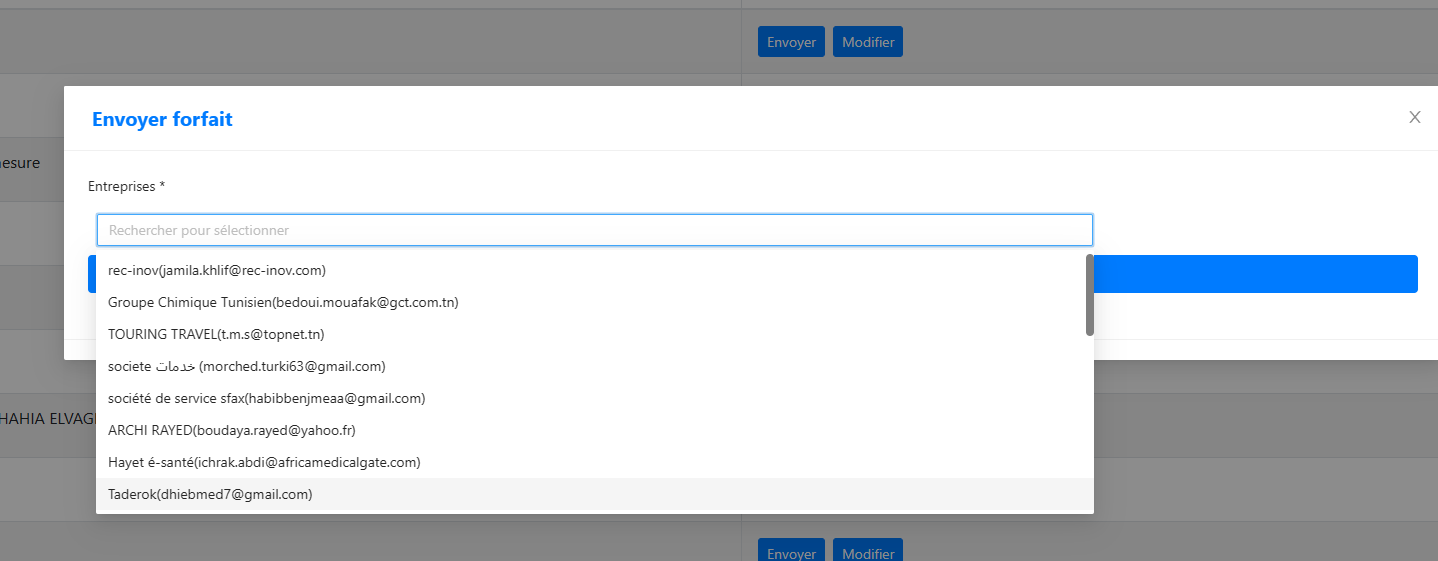 Envoyer Modifier
Envoyer forfait
esure
Entreprises *
Rechercher pour sélectionner
rec-inov(jamila.khlif@rec-inov.com)
Groupe Chimique Tunisien(bedoui.mouafak@gct.com.tn)
TOURING TRAVEL(t.m.s@topnet.tn)
societe خدمات (morched.turki63@gmail.com)
société de service sfax(habibbenjmeaa@gmail.com)
HAHIA ELVAG
ARCHI RAYED(boudaya.rayed@yahoo.fr)
Hayet é-santé(ichrak.abdi@africamedicalgate.com)
Taderok(dhiebmed7@gmail.com)
Envoyer Modifier